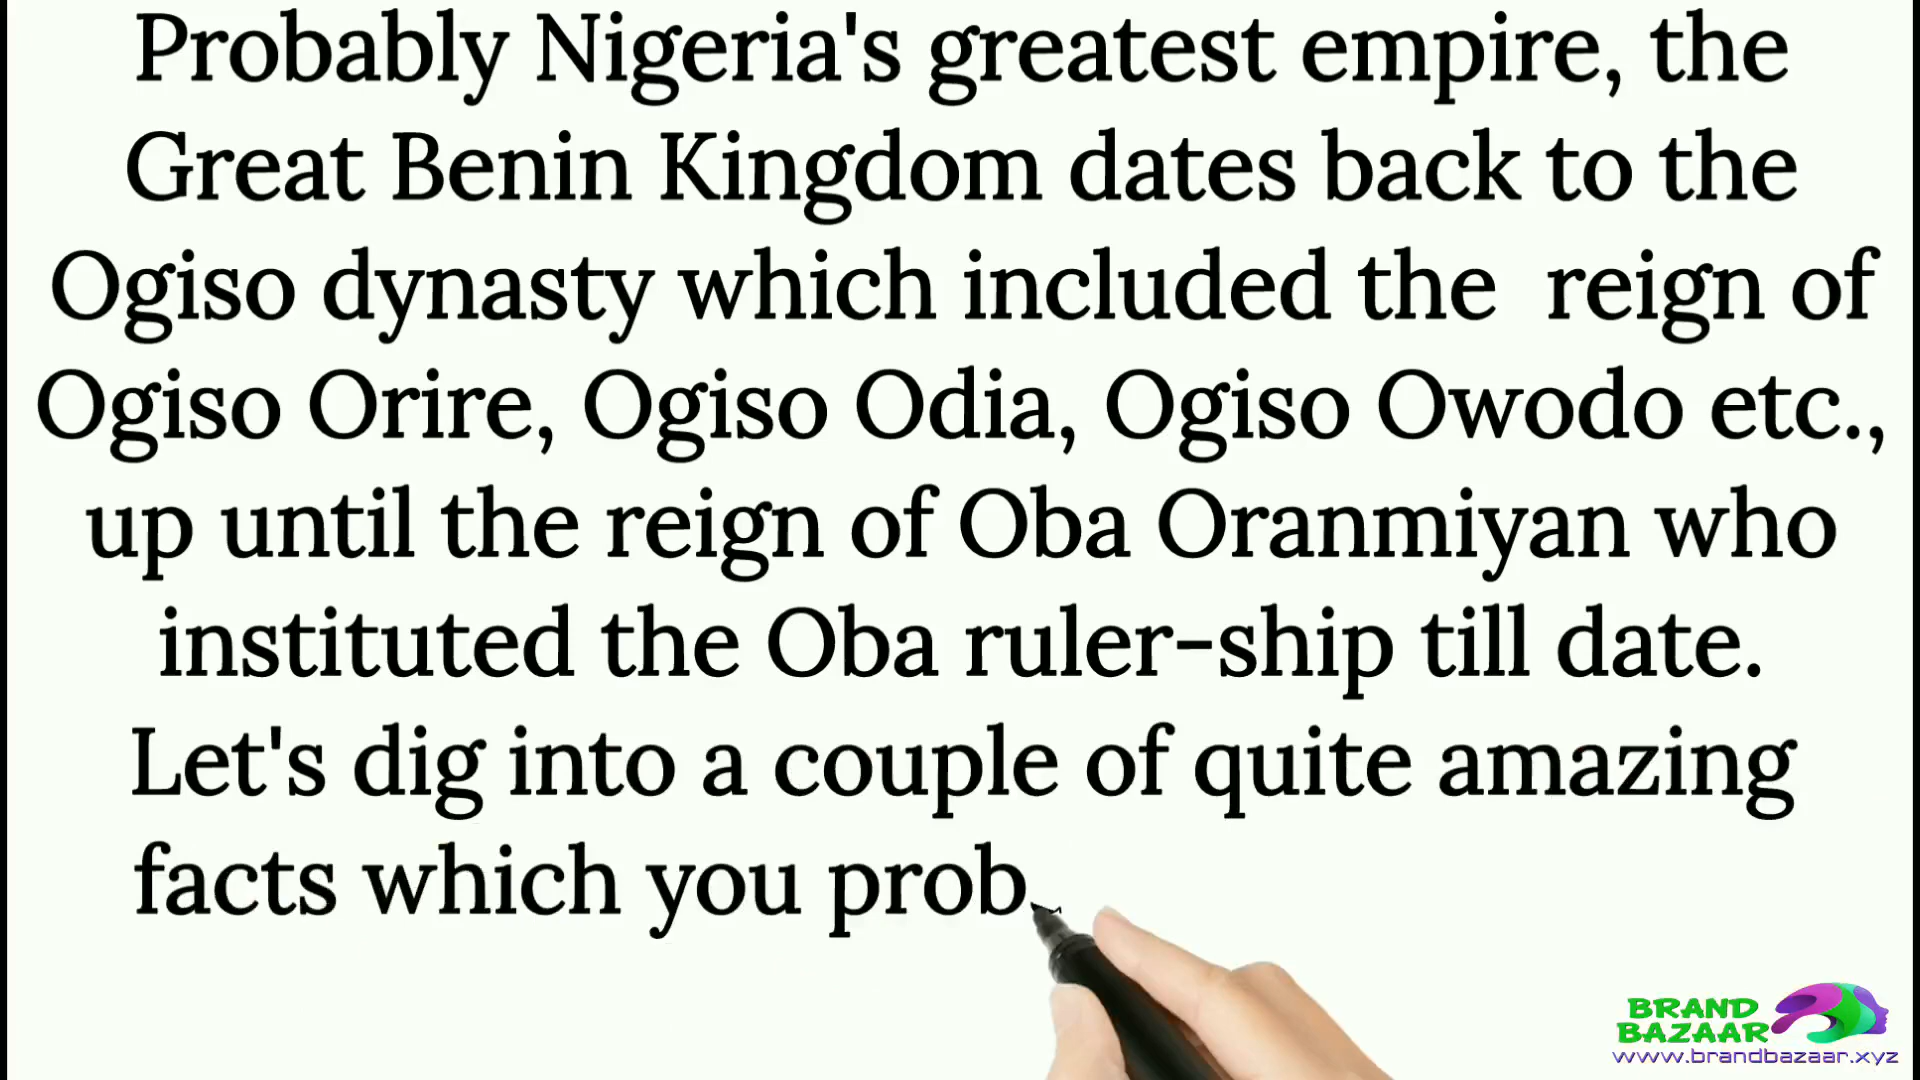 Probably Nigeria's greatest empire, the
Great Benin Kingdom dates back to the
Ogiso dynasty which included the  reign of
Ogiso Orire, Ogiso Odia, Ogiso Owodo etc.,
up until the reign of Oba Oranmiyan who
instituted the Oba ruler-ship till date.
Let's dig into a couple of quite amazing
facts which you prob
BRAND
BAZAAR
www.brandbazaar.xyz